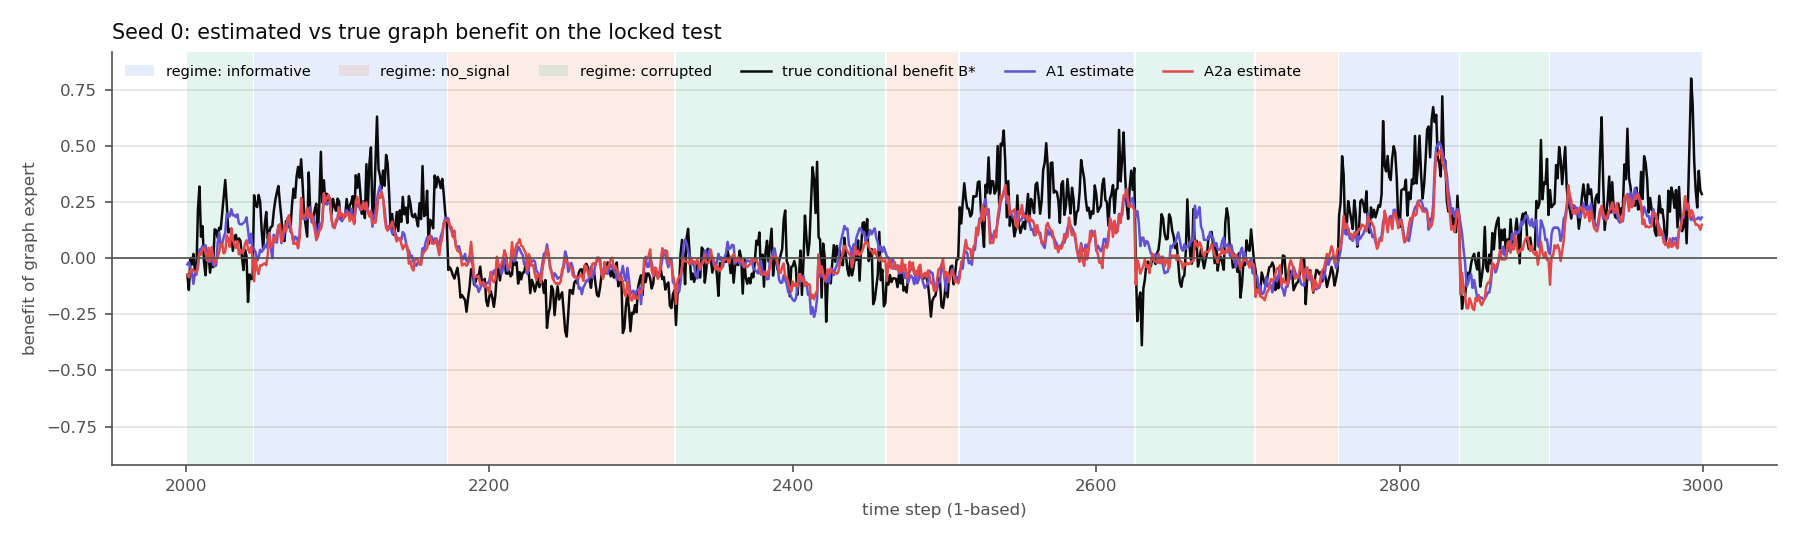 Seed 0: estimated vs true graph benefit on the locked test
regime: informative
regime: no_signal
regime: corrupted
true conditional benefit B*
A1 estimate
A2a estimate
benefit of graph expert
0.75
0.50
0.25
0.00
−0.25
−0.50
−0.75
2000
2200
2400
2600
2800
3000
time step (1-based)